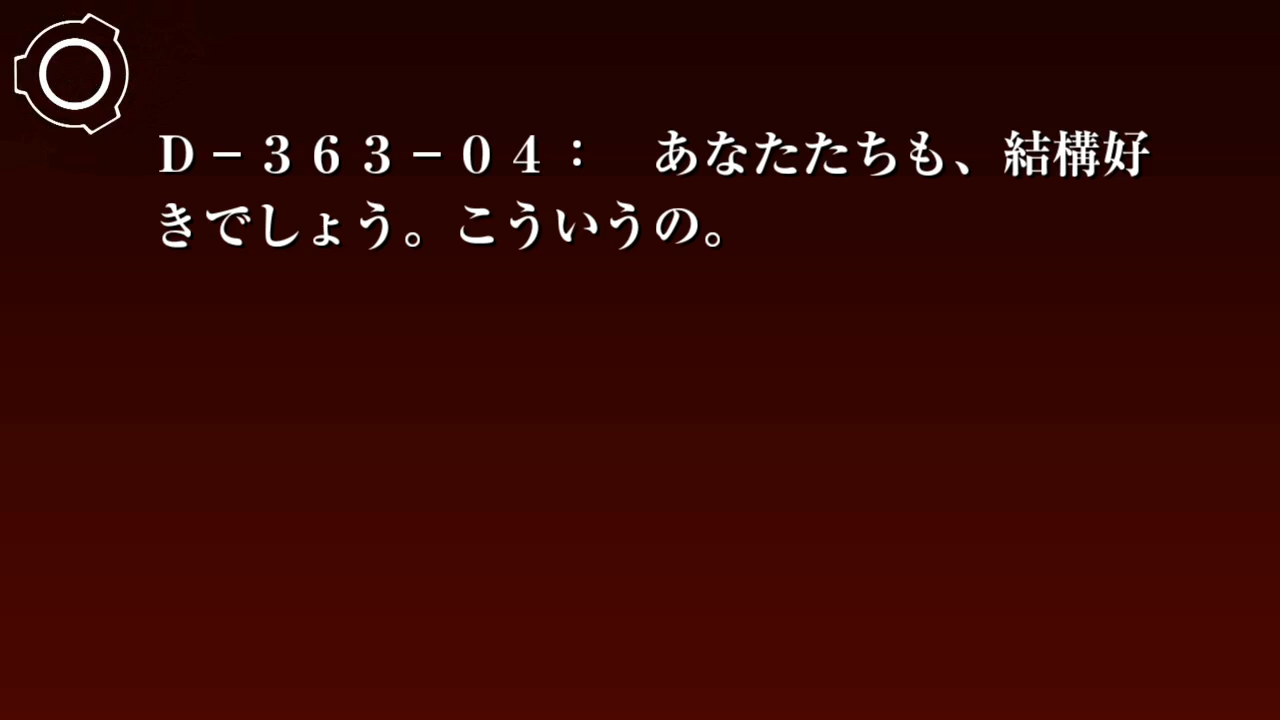 D－３６３－０４：　あなたたちも、結構好
きでしょう。こういうの。